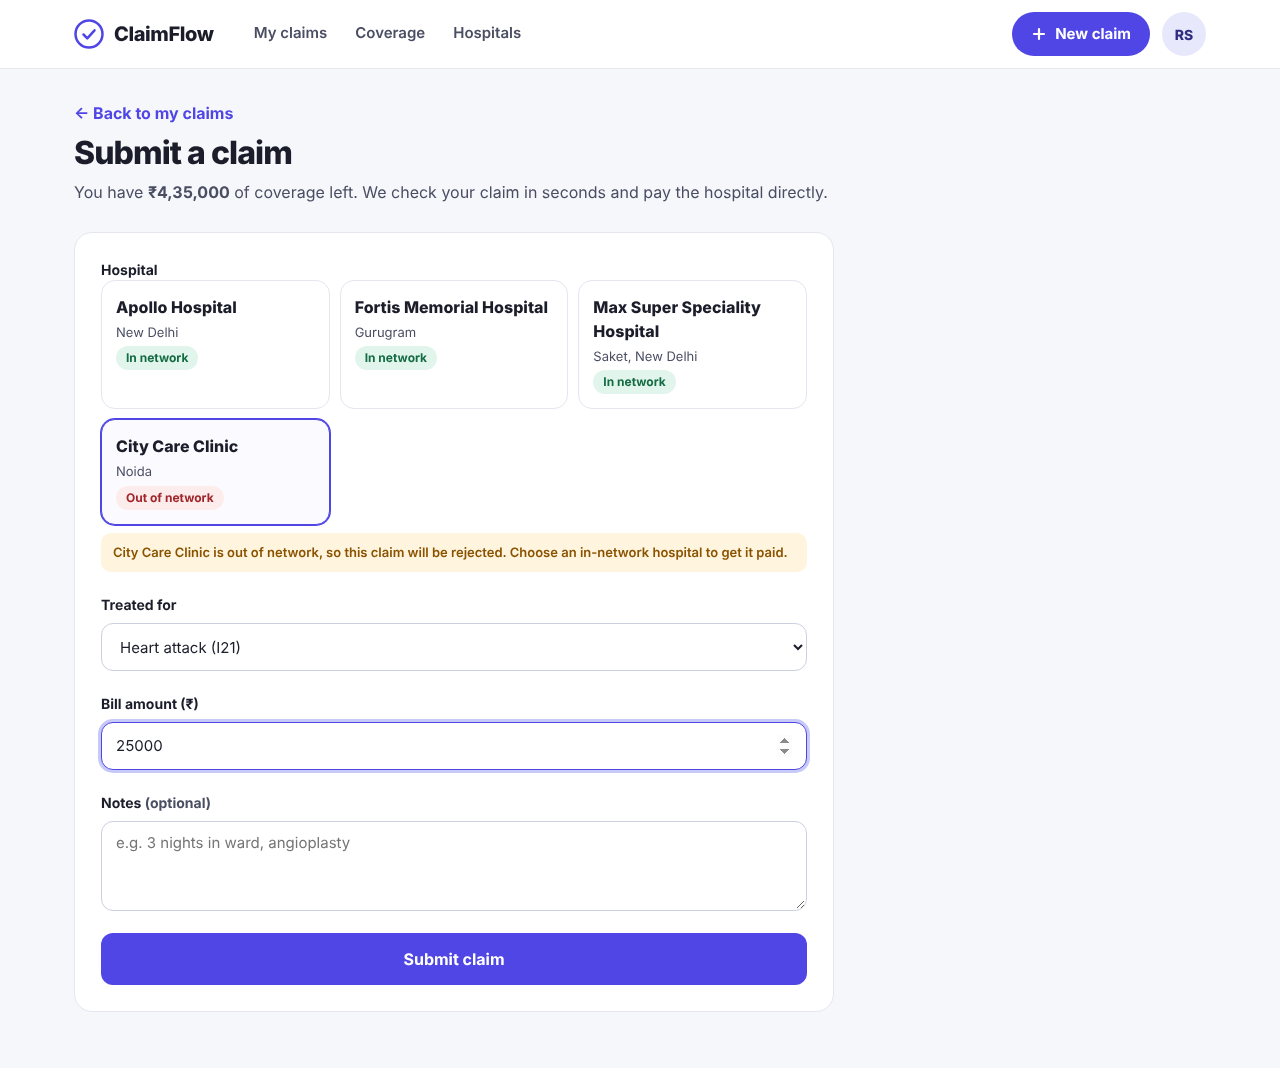 ClaimFlow
My claims
Coverage
Hospitals
+ New claim
RS
← Back to my claims
Submit a claim
You have ₹4,35,000 of coverage left. We check your claim in seconds and pay the hospital directly.
Hospital
Apollo Hospital
New Delhi
In network
Fortis Memorial Hospital
Gurugram
In network
Max Super Speciality
Hospital
Saket, New Delhi
In network
City Care Clinic
Noida
Out of network
City Care Clinic is out of network, so this claim will be rejected. Choose an in-network hospital to get it paid.
Treated for
Heart attack (I21)
Bill amount (₹)
25000
Notes (optional)
e.g. 3 nights in ward, angioplasty
Submit claim